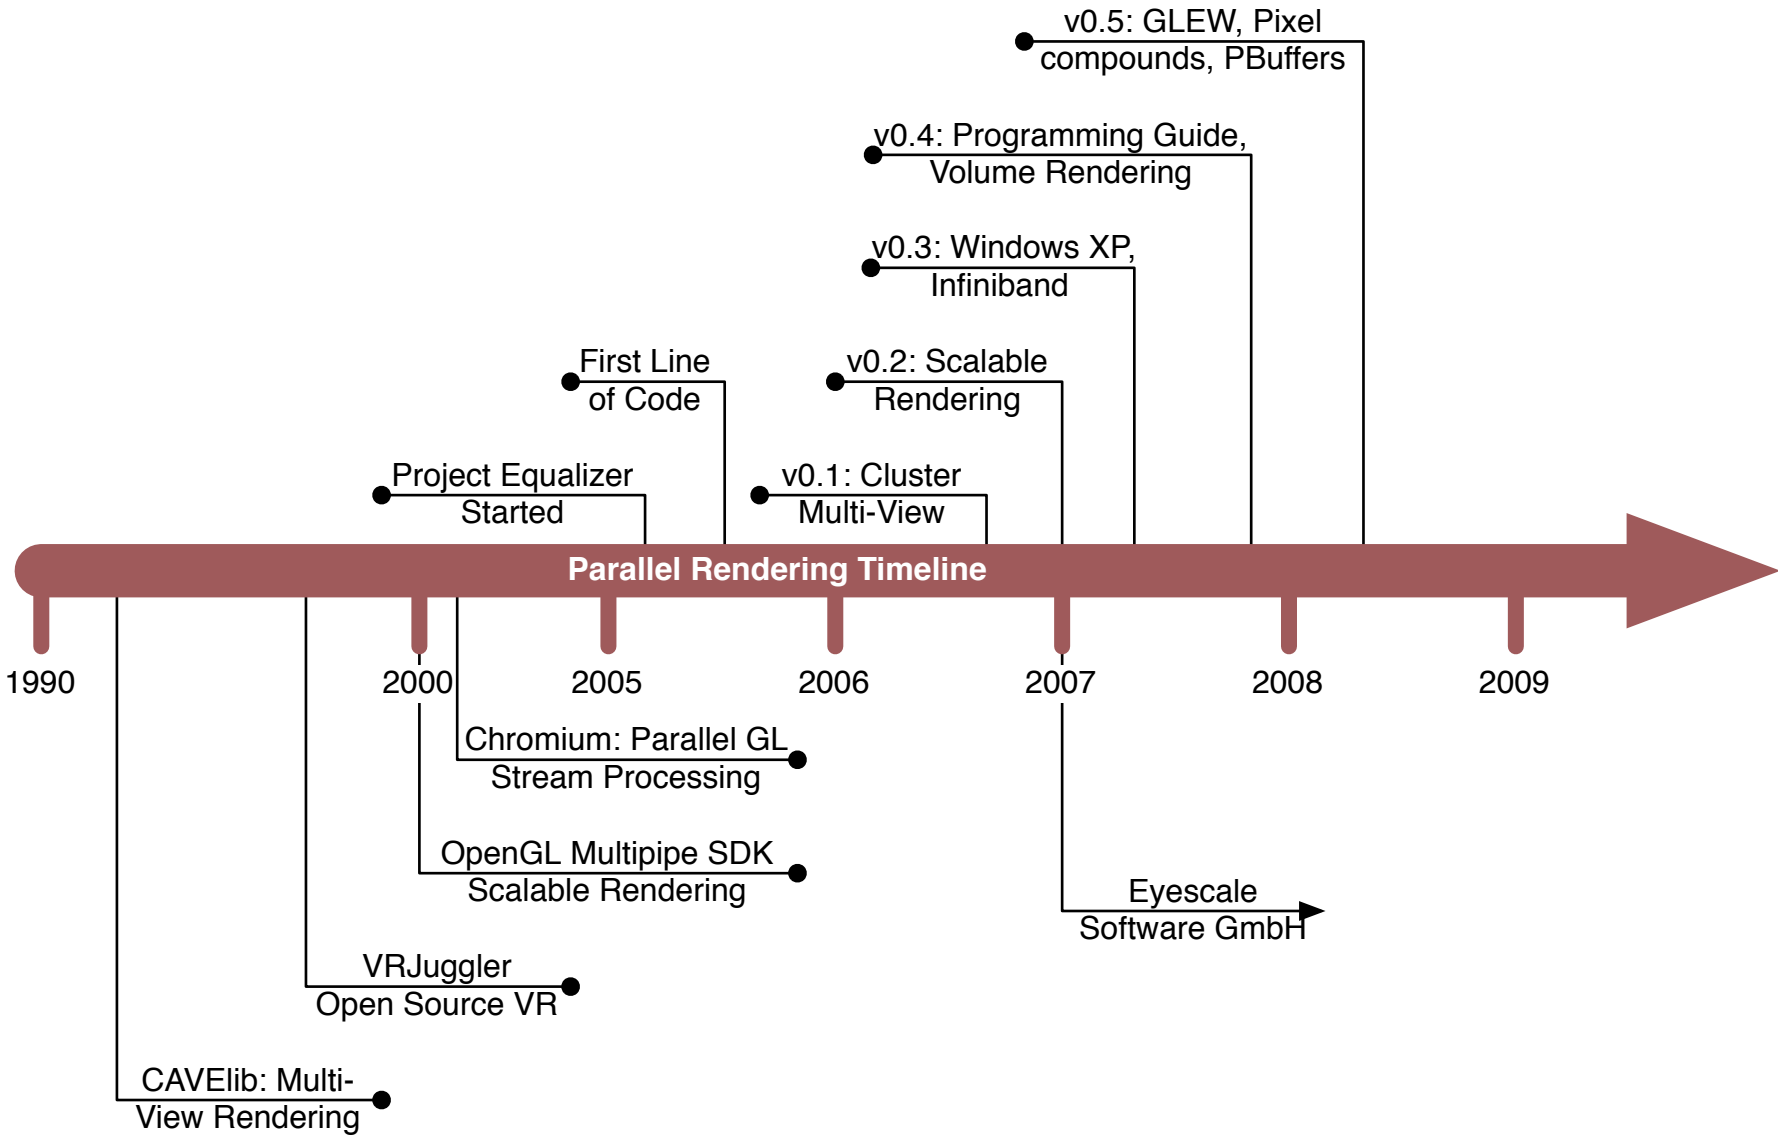 v0.5: GLEW, Pixel
compounds, PBuffers
v0.4: Programming Guide,
Volume Rendering
v0.3: Windows XP,
Infiniband
First Line
of Code
v0.2: Scalable
Rendering
Project Equalizer
Started
v0.1: Cluster
Multi-View
Parallel Rendering Timeline
1990
2000
2005
2006
2007
2008
2009
Chromium: Parallel GL
Stream Processing
OpenGL Multipipe SDK
Scalable Rendering
Eyescale
Software GmbH
VRJuggler
Open Source VR
CAVElib: Multi-
View Rendering